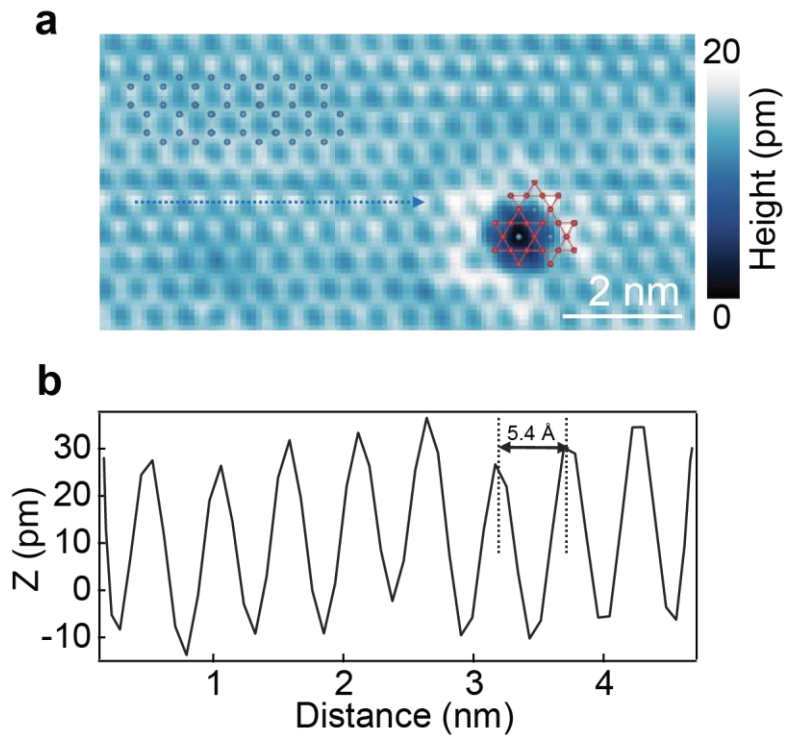 a
20
Height (pm)
0
2 nm
b
5.4 Å
30
20
10
0
-10
Z (pm)
1 2 3 4
Distance (nm)